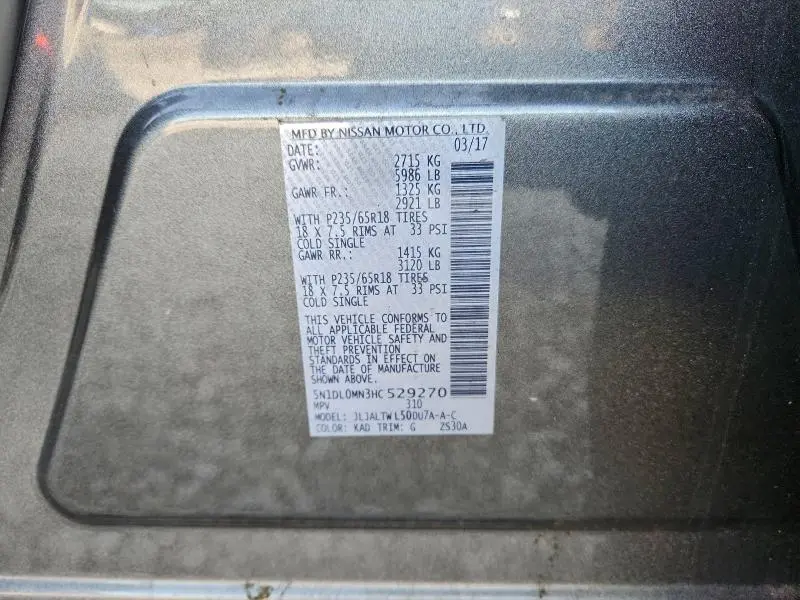 MFD BY NISSAN MOTOR CO., LTD.
DATE: 03/17
GVWR: 2715 KG
5986 LB
GAWR FR.: 1325 KG
2921 LB
WITH P235/65R18 TIRES
18 X 7.5 RIMS AT 33 PSI
COLD SINGLE
GAWR RR.: 1415 KG
3120 LB
WITH P235/65R18 TIRES
18 X 7.5 RIMS AT 33 PSI
COLD SINGLE
THIS VEHICLE CONFORMS TO
ALL APPLICABLE FEDERAL
MOTOR VEHICLE SAFETY AND
THEFT PREVENTION
STANDARDS IN EFFECT ON
THE DATE OF MANUFACTURE
SHOWN ABOVE.
5N1DL0MN3HC529270
MPV 310
MODEL: JLJALTWL50DU7A-A-C
COLOR: KAD TRIM: G ZS30A